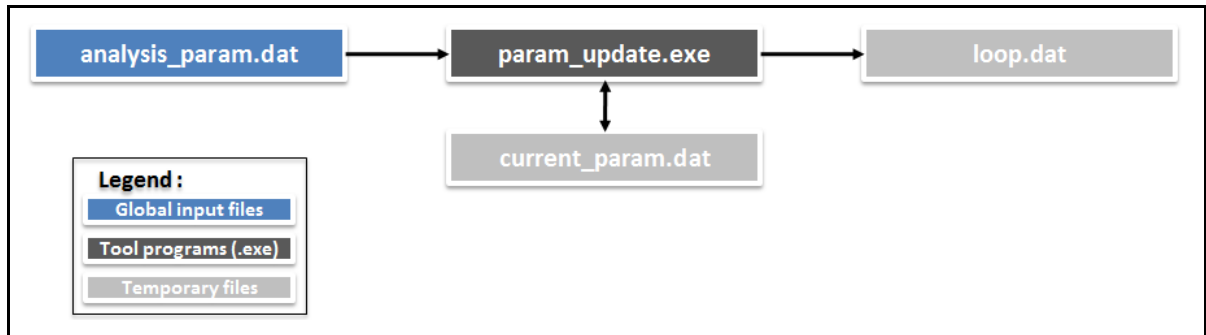 analysis_param.dat
param_update.exe
loop.dat
current_param.dat
Legend :
Global input files
Tool programs (.exe)
Temporary files